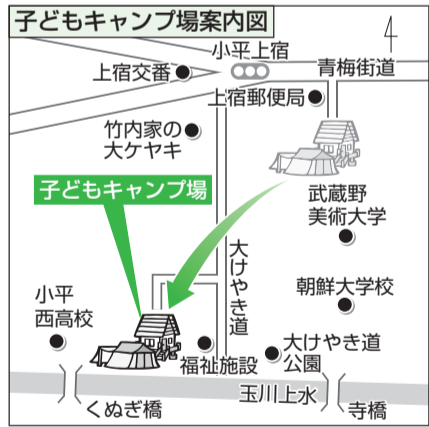 子どもキャンプ場案内図
4
小平上宿
上宿交番
青梅街道
上宿郵便局
竹内家の
大ケヤキ
子どもキャンプ場
武蔵野
美術大学
大けやき道
朝鮮大学校
小平
西高校
福祉施設
大けやき道
公園
玉川上水
くぬぎ橋
寺橋